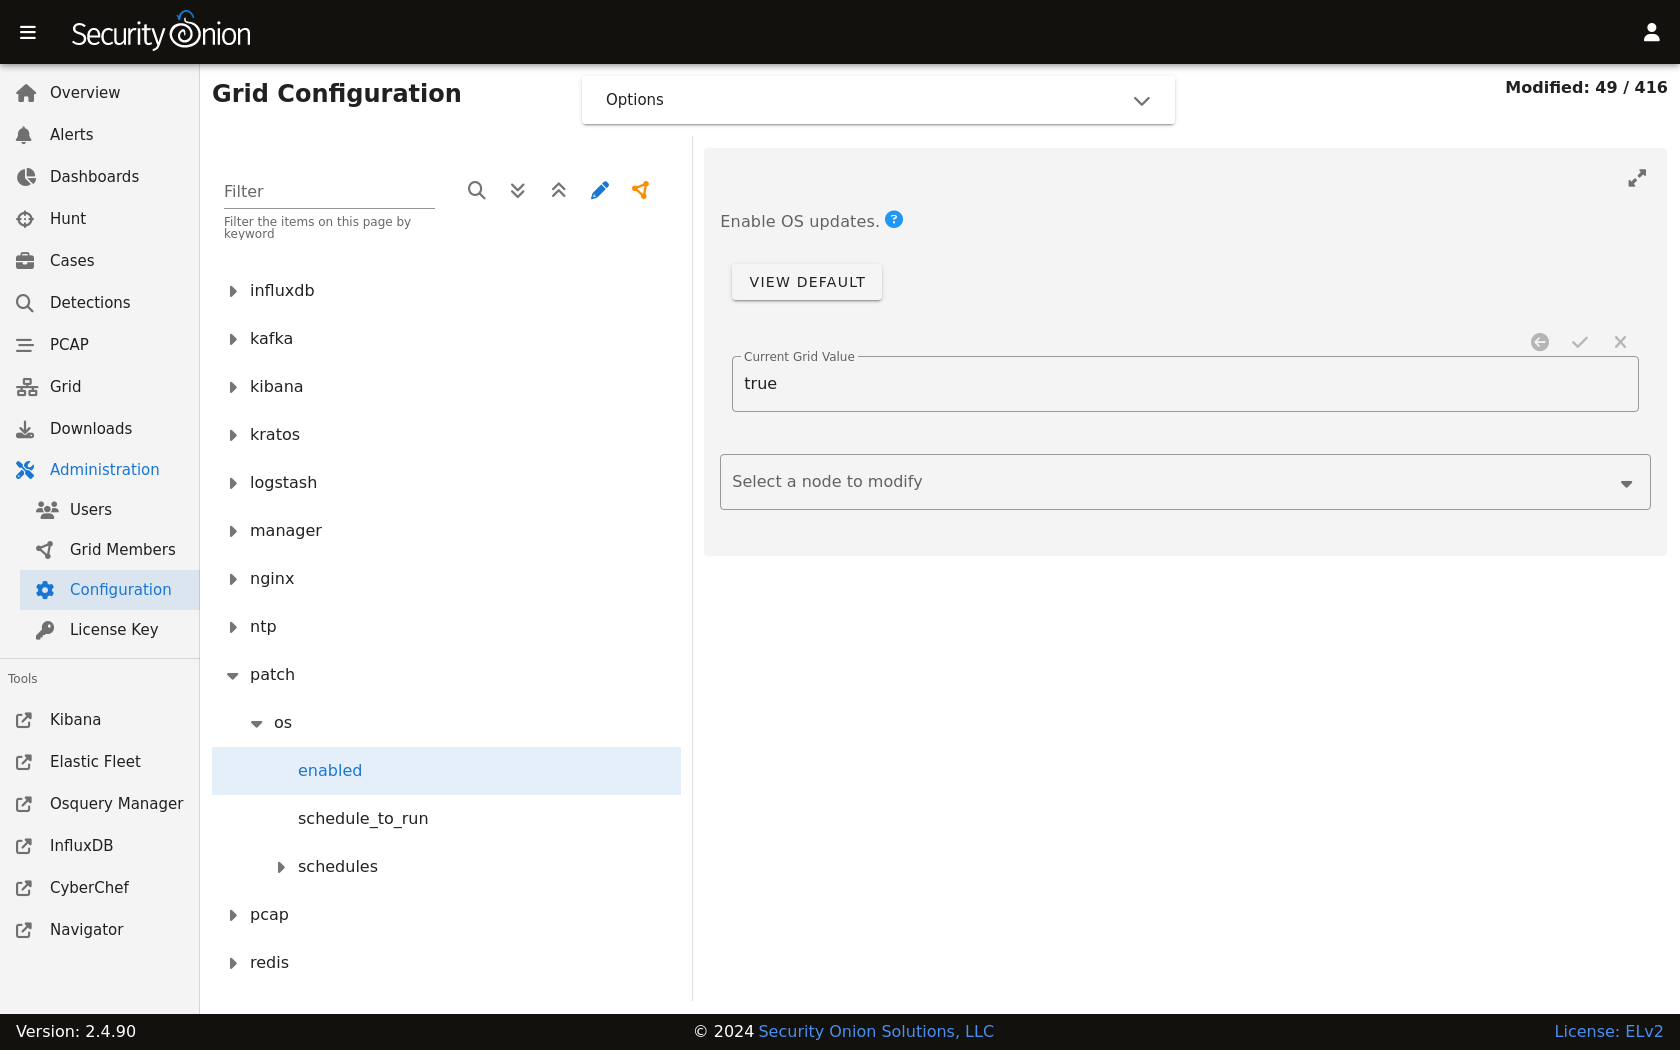 Security Onion
Overview
Alerts
Dashboards
Hunt
Cases
Detections
PCAP
Grid
Downloads
Administration
Users
Grid Members
Configuration
License Key
Tools
Kibana
Elastic Fleet
Osquery Manager
InfluxDB
CyberChef
Navigator
Grid Configuration
Options
Modified: 49 / 416
Filter
Filter the items on this page by
keyword
influxdb
kafka
kibana
kratos
logstash
manager
nginx
ntp
patch
os
enabled
schedule_to_run
schedules
pcap
redis
Enable OS updates. ?
VIEW DEFAULT
Current Grid Value
true
Select a node to modify
Version: 2.4.90
© 2024 Security Onion Solutions, LLC
License: ELv2